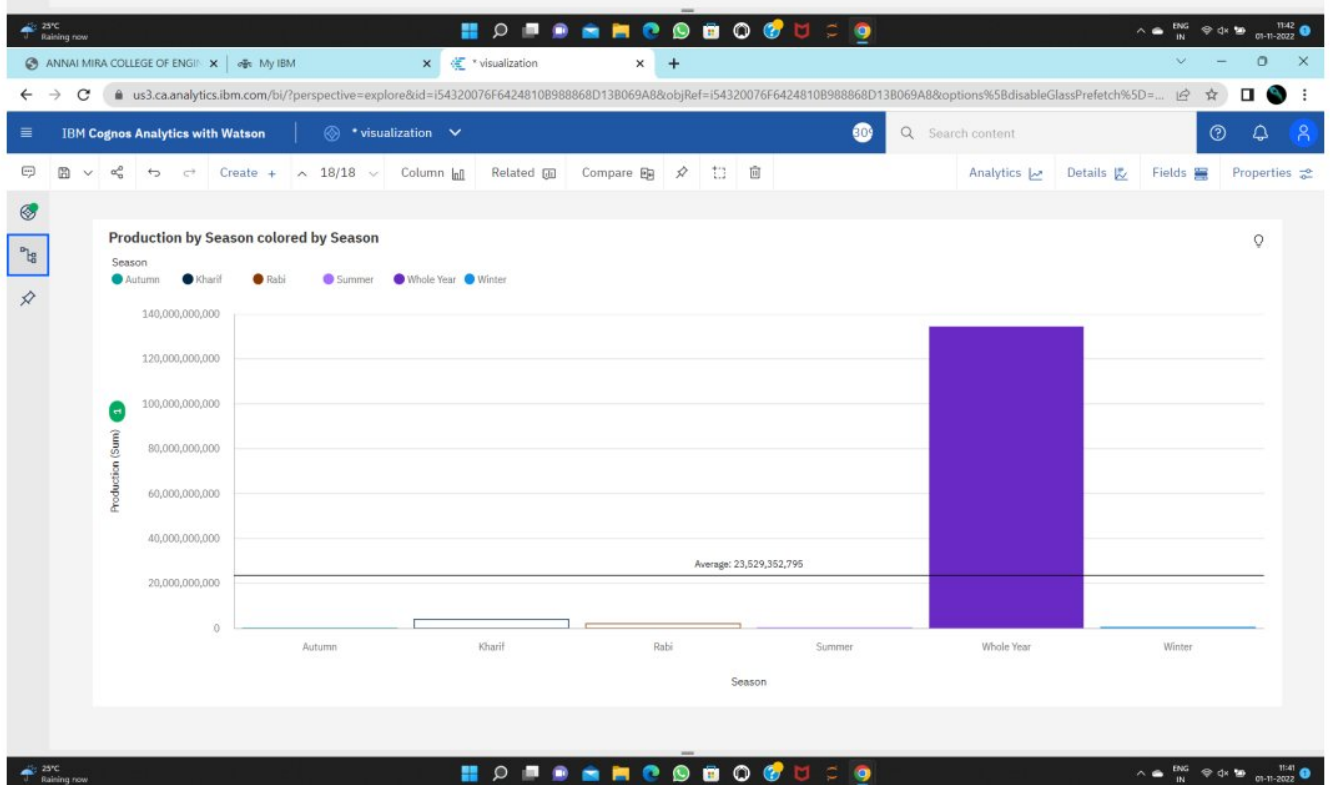 25°C
Raining now
ENG
IN
11:42
01-11-2022
ANNAI MIRA COLLEGE OF ENGIN
My IBM
* visualization
us3.ca.analytics.ibm.com/bi/?perspective=explore&id=i54320076F6424810B988868D13B069A8&objRef=i54320076F6424810B988868D13B069A8&options%5BdisableGlassPrefetch%5D=...
IBM Cognos Analytics with Watson
* visualization
Search content
Create +
18/18
Column
Related
Compare
Analytics
Details
Fields
Properties
Production by Season colored by Season
Season
Autumn Kharif Rabi Summer Whole Year Winter
140,000,000,000
120,000,000,000
100,000,000,000
80,000,000,000
60,000,000,000
40,000,000,000
20,000,000,000
0
Production (Sum) 1
Average: 23,529,352,795
Autumn Kharif Rabi Summer Whole Year Winter
Season
25°C
Raining now
ENG
IN
11:41
01-11-2022